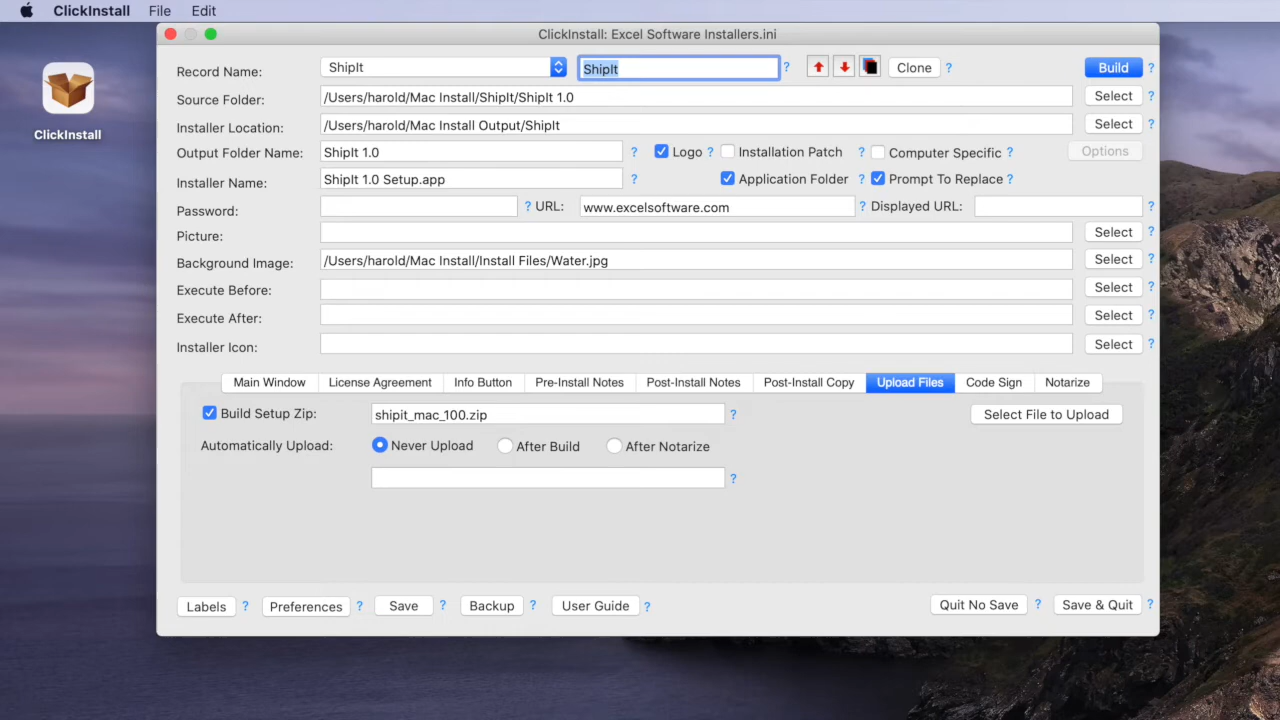 ClickInstall File Edit
ClickInstall: Excel Software Installers.ini
Record Name: ShipIt ShipIt ? Clone ? Build ?
Source Folder: /Users/harold/Mac Install/ShipIt/ShipIt 1.0 Select ?
Installer Location: /Users/harold/Mac Install Output/ShipIt Select ?
Output Folder Name: ShipIt 1.0 ? Logo ? Installation Patch ? Computer Specific ? Options
Installer Name: ShipIt 1.0 Setup.app ? Application Folder ? Prompt To Replace ?
Password: ? URL: www.excelsoftware.com ? Displayed URL: ?
Picture: Select ?
Background Image: /Users/harold/Mac Install/Install Files/Water.jpg Select ?
Execute Before: Select ?
Execute After: Select ?
Installer Icon: Select ?
Main Window License Agreement Info Button Pre-Install Notes Post-Install Notes Post-Install Copy Upload Files Code Sign Notarize
Build Setup Zip: shipit_mac_100.zip ? Select File to Upload
Automatically Upload: Never Upload After Build After Notarize
?
Labels ? Preferences ? Save ? Backup ? User Guide ? Quit No Save ? Save & Quit ?
ClickInstall